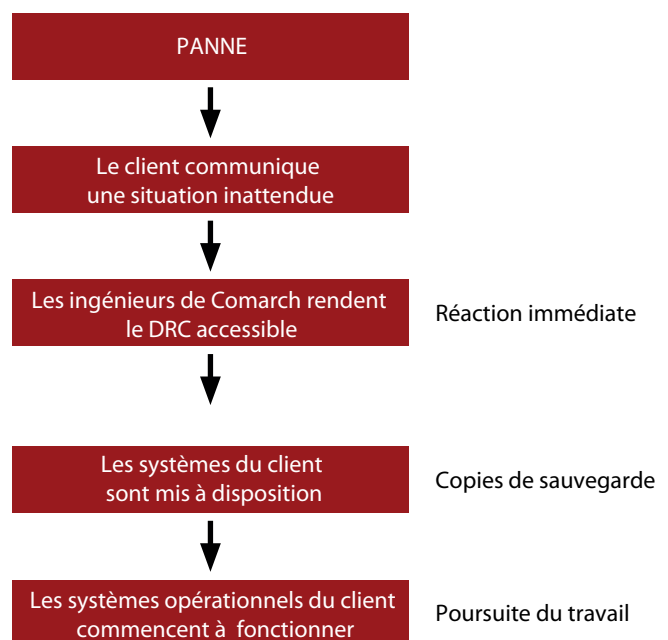 PANNE
Le client communique
une situation inattendue
Les ingénieurs de Comarch rendent
le DRC accessible
Réaction immédiate
Les systèmes du client
sont mis à disposition
Copies de sauvegarde
Les systèmes opérationnels du client
commencent à fonctionner
Poursuite du travail